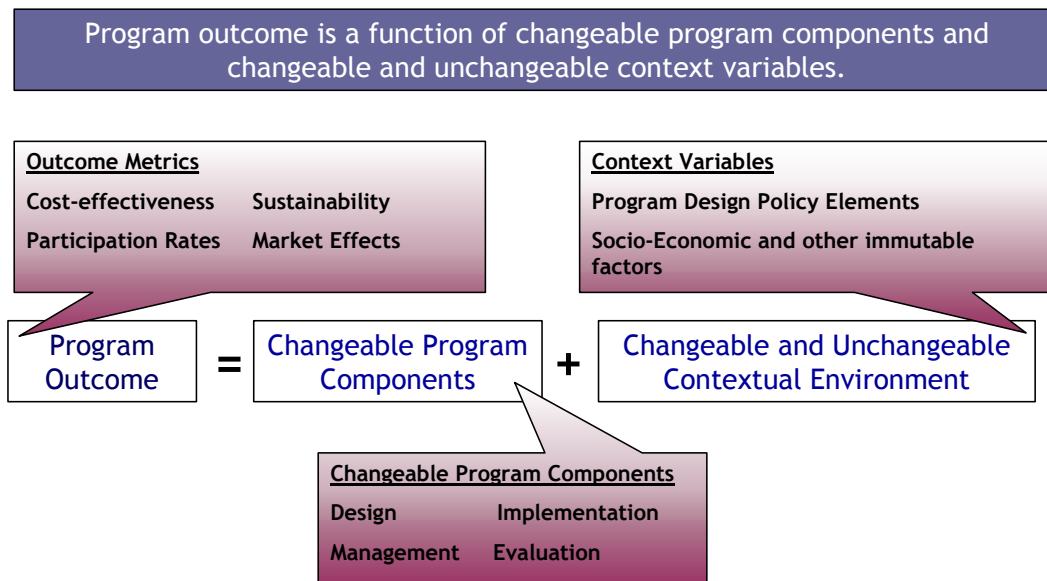 Program outcome is a function of changeable program components and
changeable and unchangeable context variables.
Outcome Metrics
Cost-effectiveness Sustainability
Participation Rates Market Effects
Context Variables
Program Design Policy Elements
Socio-Economic and other immutable
factors
Program
Outcome
=
Changeable Program
Components
+
Changeable and Unchangeable
Contextual Environment
Changeable Program Components
Design Implementation
Management Evaluation